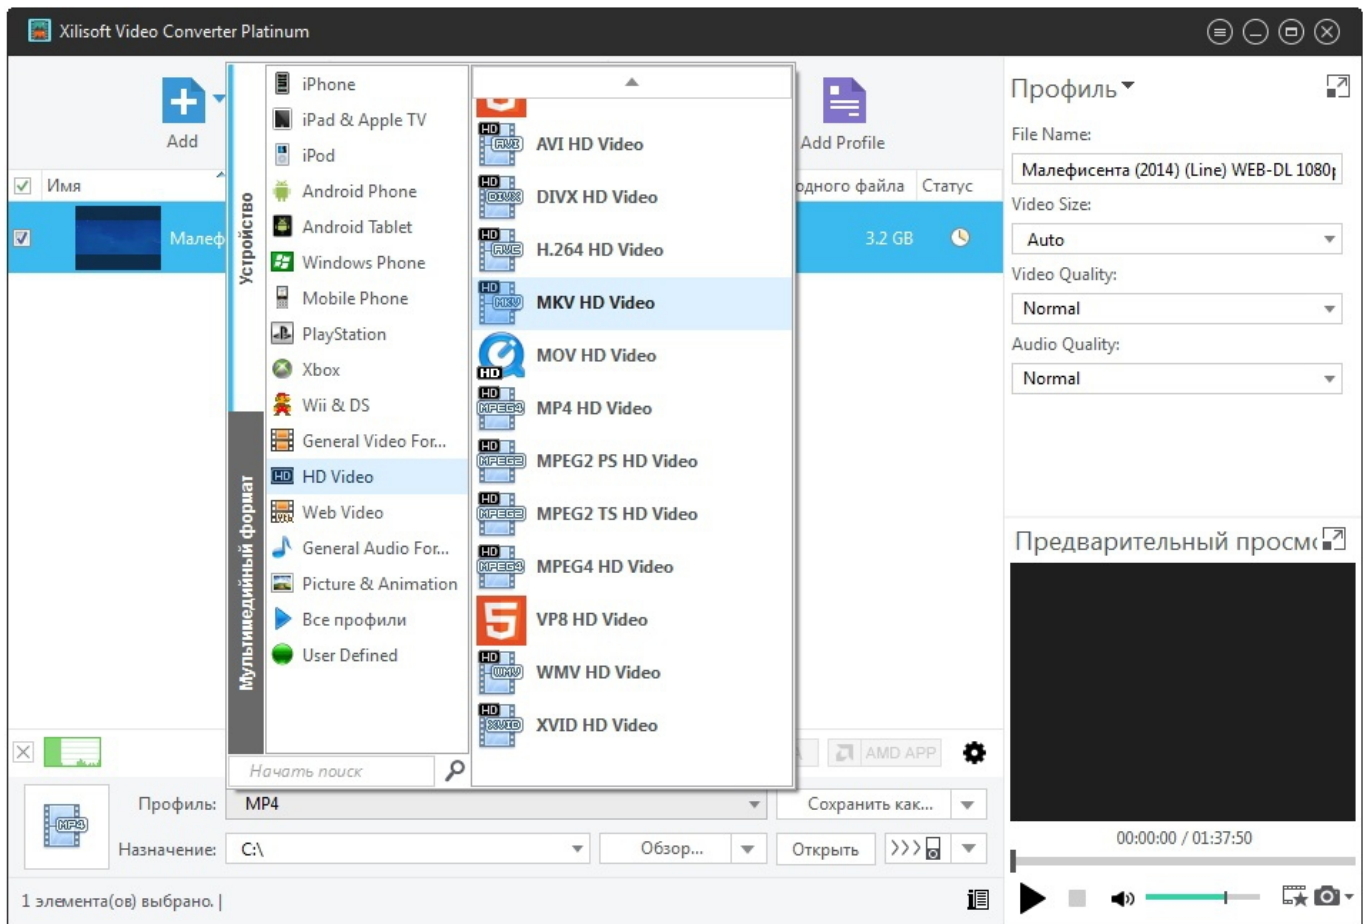 Xilisoft Video Converter Platinum
Add
Add Profile
Имя
одного файла
Статус
Малеф
3.2 GB
Устройство
Мультимедийный формат
iPhone
iPad & Apple TV
iPod
Android Phone
Android Tablet
Windows Phone
Mobile Phone
PlayStation
Xbox
Wii & DS
General Video For...
HD Video
Web Video
General Audio For...
Picture & Animation
Все профили
User Defined
Начать поиск
AVI HD Video
DIVX HD Video
H.264 HD Video
MKV HD Video
MOV HD Video
MP4 HD Video
MPEG2 PS HD Video
MPEG2 TS HD Video
MPEG4 HD Video
VP8 HD Video
WMV HD Video
XVID HD Video
AMD APP
Профиль:
MP4
Сохранить как...
Назначение:
C:\
Обзор...
Открыть
1 элемента(ов) выбрано. |
Профиль
File Name:
Малефисента (2014) (Line) WEB-DL 1080p
Video Size:
Auto
Video Quality:
Normal
Audio Quality:
Normal
Предварительный просмо
00:00:00 / 01:37:50